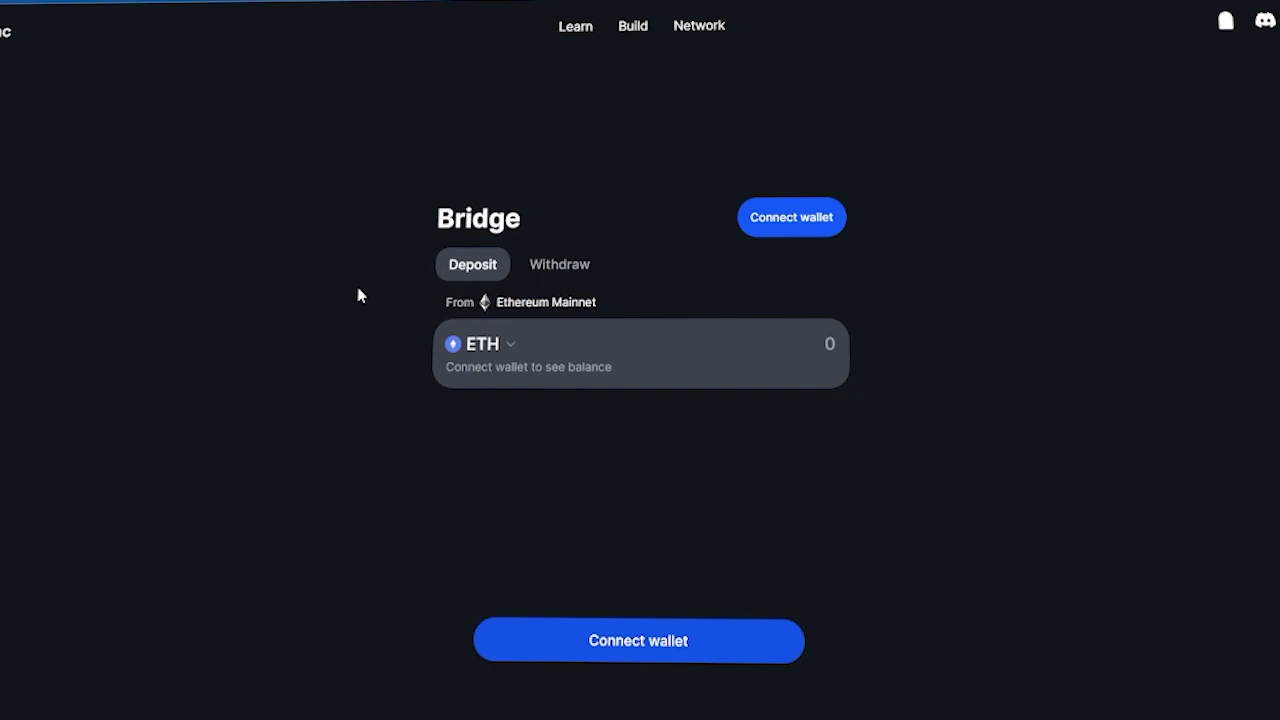 Learn Build Network
Bridge
Connect wallet
Deposit Withdraw
From Ethereum Mainnet
ETH 0
Connect wallet to see balance
Connect wallet